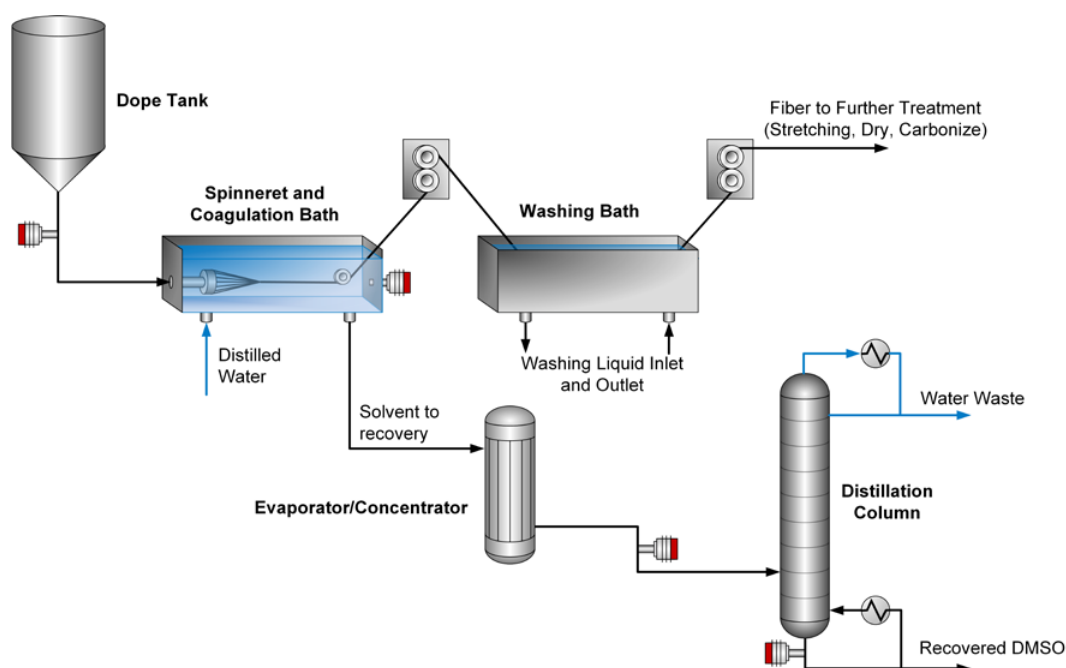 Dope Tank
Fiber to Further Treatment
(Stretching, Dry, Carbonize)
Spinneret and
Coagulation Bath
Washing Bath
Distilled
Water
Washing Liquid Inlet
and Outlet
Solvent to
recovery
Water Waste
Evaporator/Concentrator
Distillation
Column
Recovered DMSO